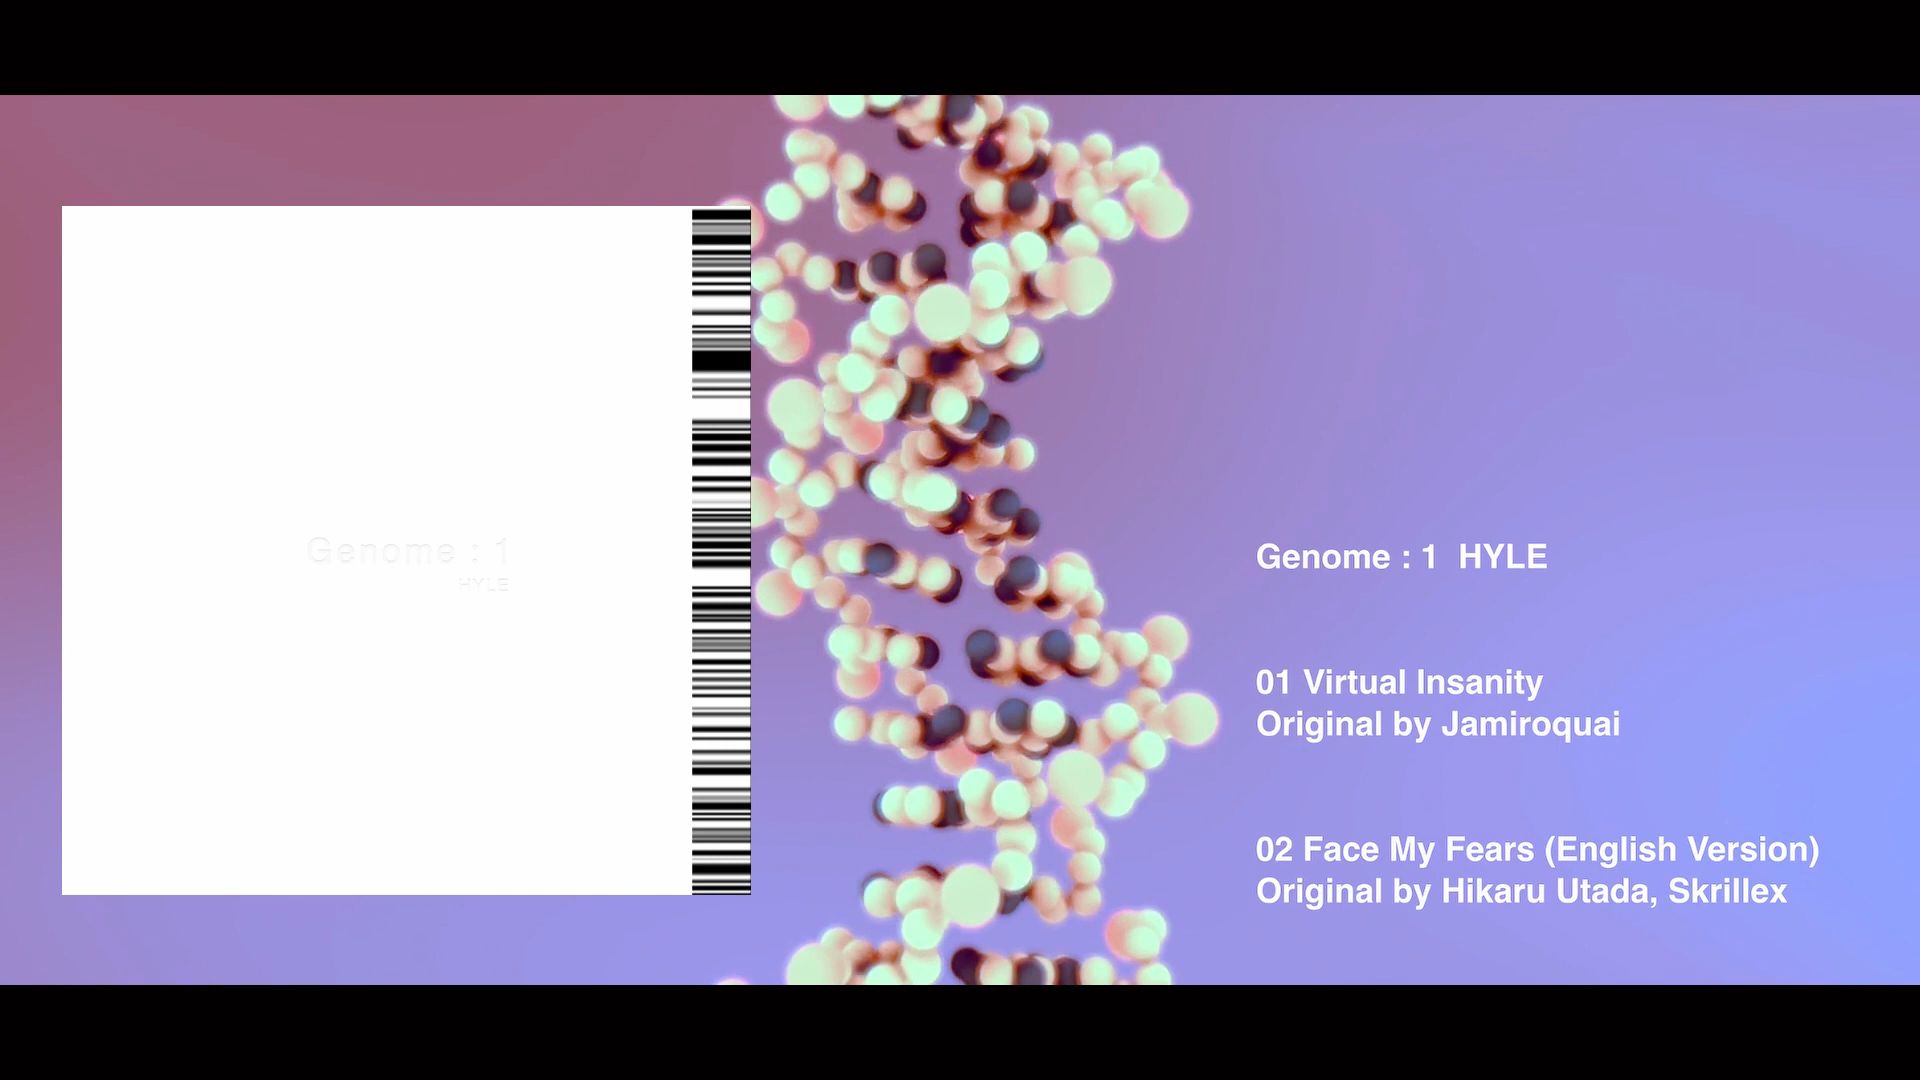 Genome : 1
HYLE
Genome : 1 HYLE
01 Virtual Insanity
Original by Jamiroquai
02 Face My Fears (English Version)
Original by Hikaru Utada, Skrillex